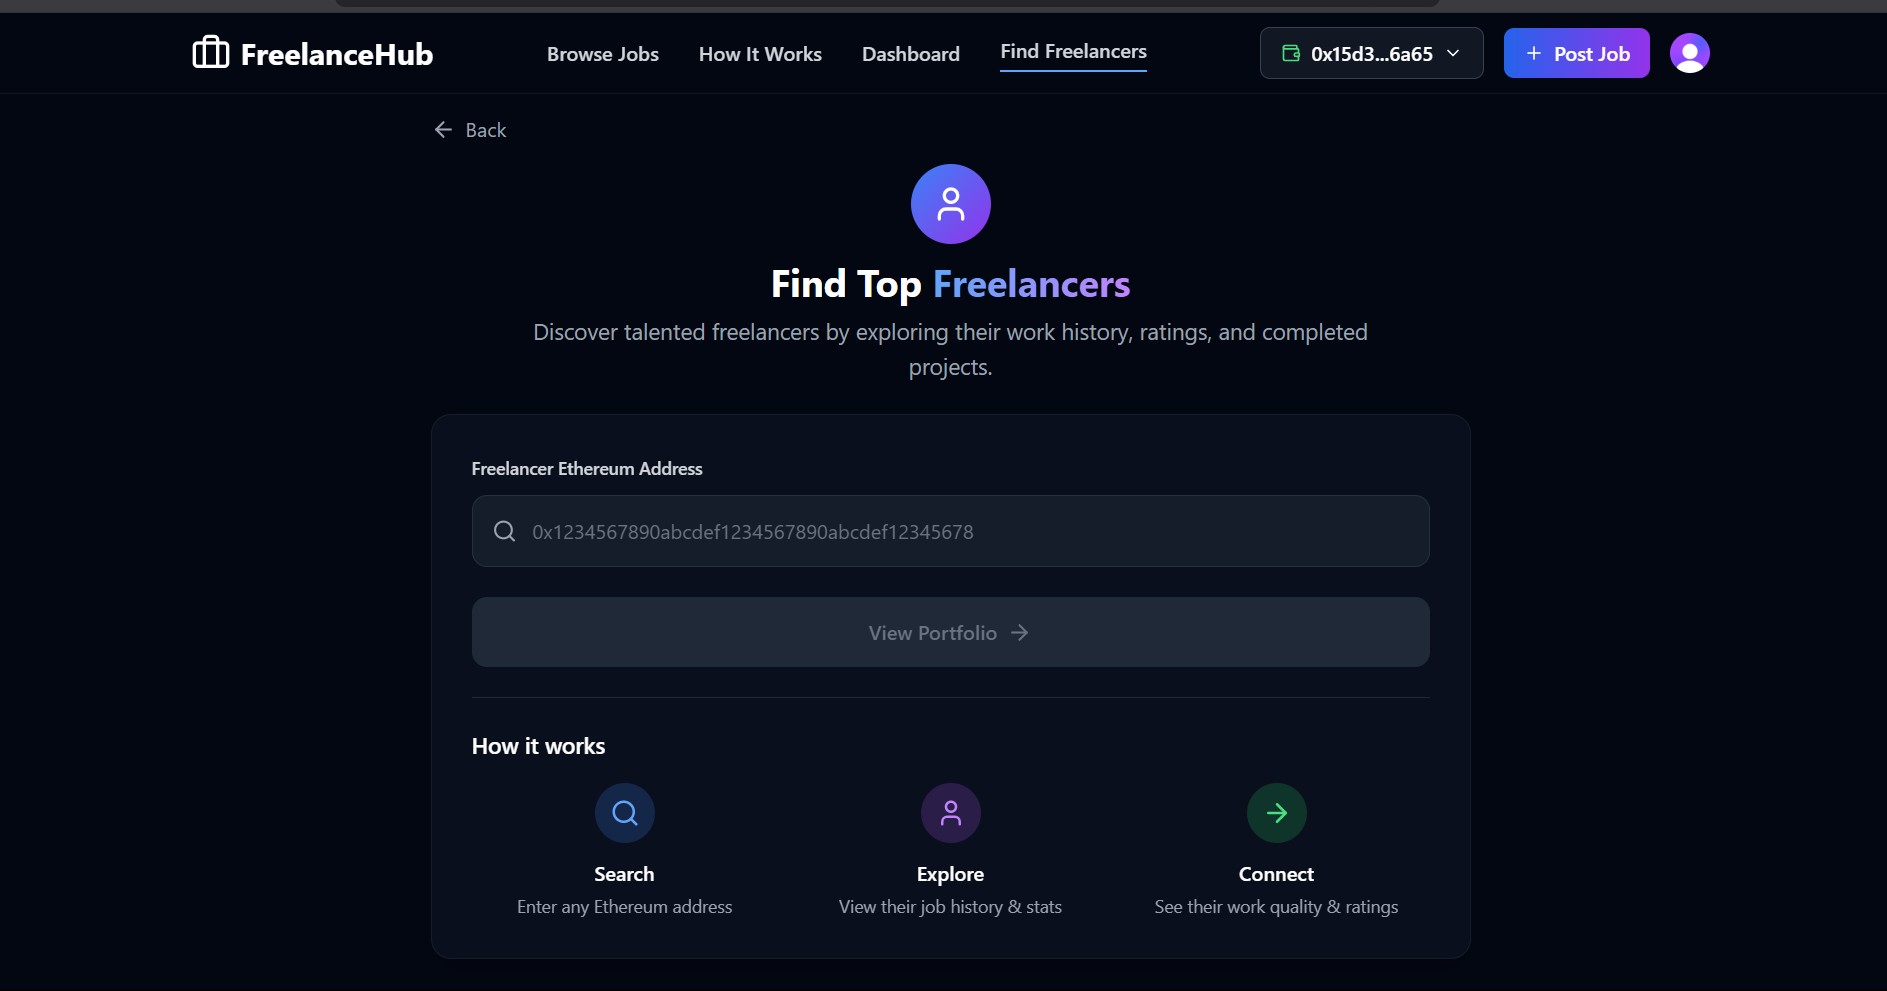 FreelanceHub
Browse Jobs
How It Works
Dashboard
Find Freelancers
0x15d3...6a65
+ Post Job
← Back
Find Top Freelancers
Discover talented freelancers by exploring their work history, ratings, and completed
projects.
Freelancer Ethereum Address
0x1234567890abcdef1234567890abcdef12345678
View Portfolio →
How it works
Search
Enter any Ethereum address
Explore
View their job history & stats
Connect
See their work quality & ratings